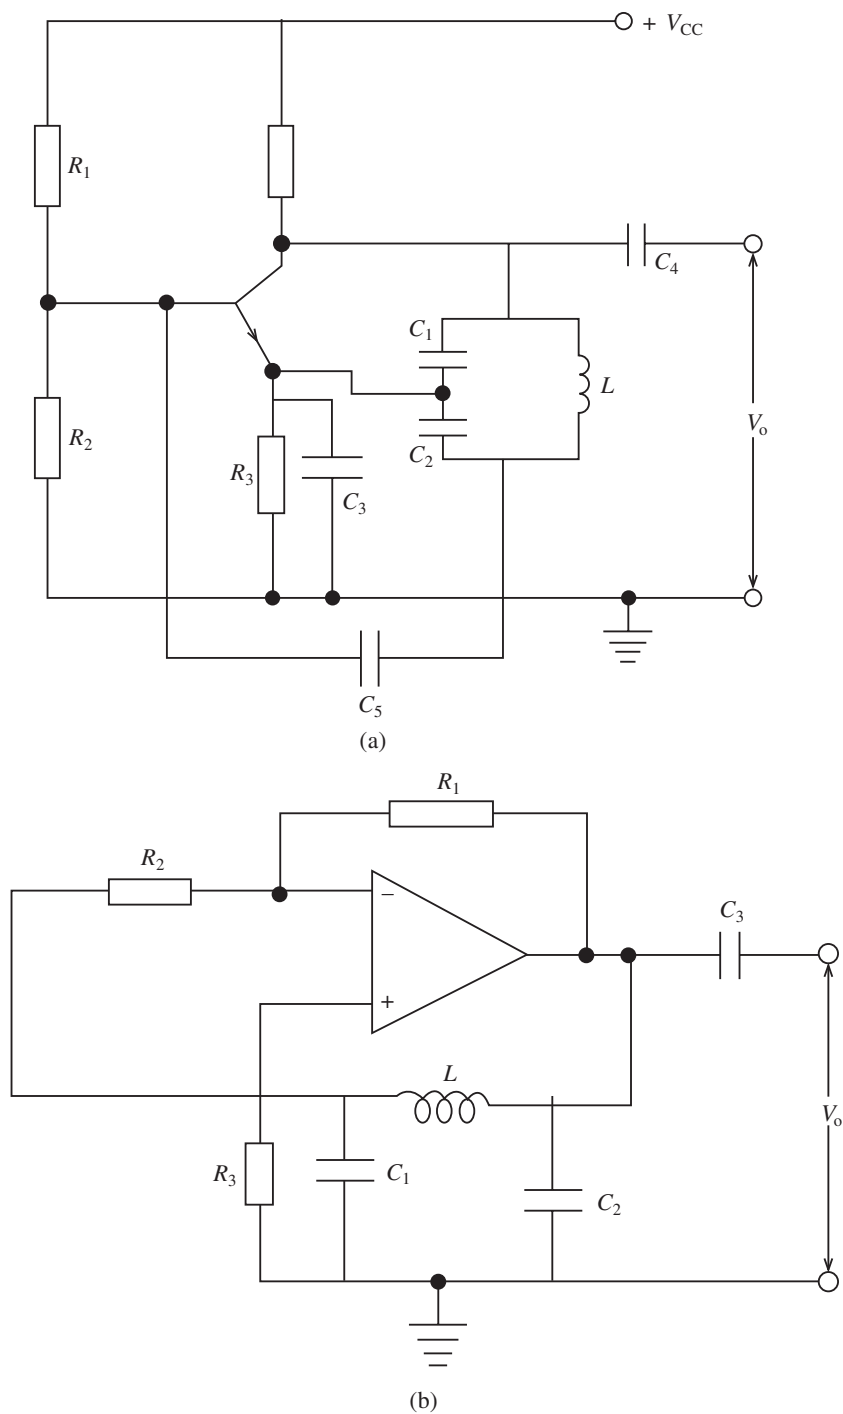 + V_CC
R_1
C_4
C_1
L
V_o
R_2
C_2
R_3
C_3
C_5
(a)
R_1
R_2
−
C_3
+
L
V_o
R_3
C_1
C_2
(b)